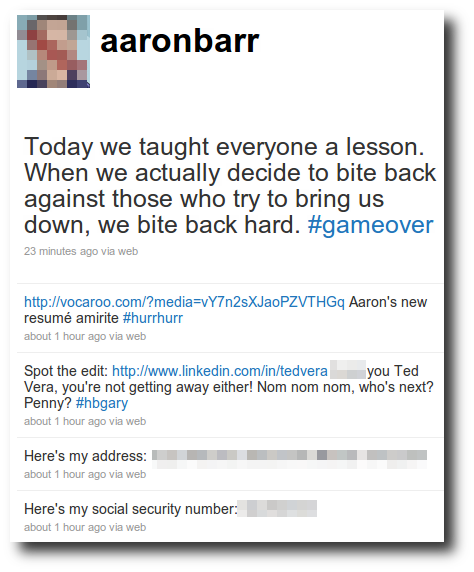 aaronbarr
Today we taught everyone a lesson.
When we actually decide to bite back
against those who try to bring us
down, we bite back hard. #gameover
23 minutes ago via web
http://vocaroo.com/?media=vY7n2sXJaoPZVTHGq Aaron's new
resumé amirite #hurrhurr
about 1 hour ago via web
Spot the edit: http://www.linkedin.com/in/tedvera you Ted
Vera, you're not getting away either! Nom nom nom, who's next?
Penny? #hbgary
about 1 hour ago via web
Here's my address:
about 1 hour ago via web
Here's my social security number:
about 1 hour ago via web